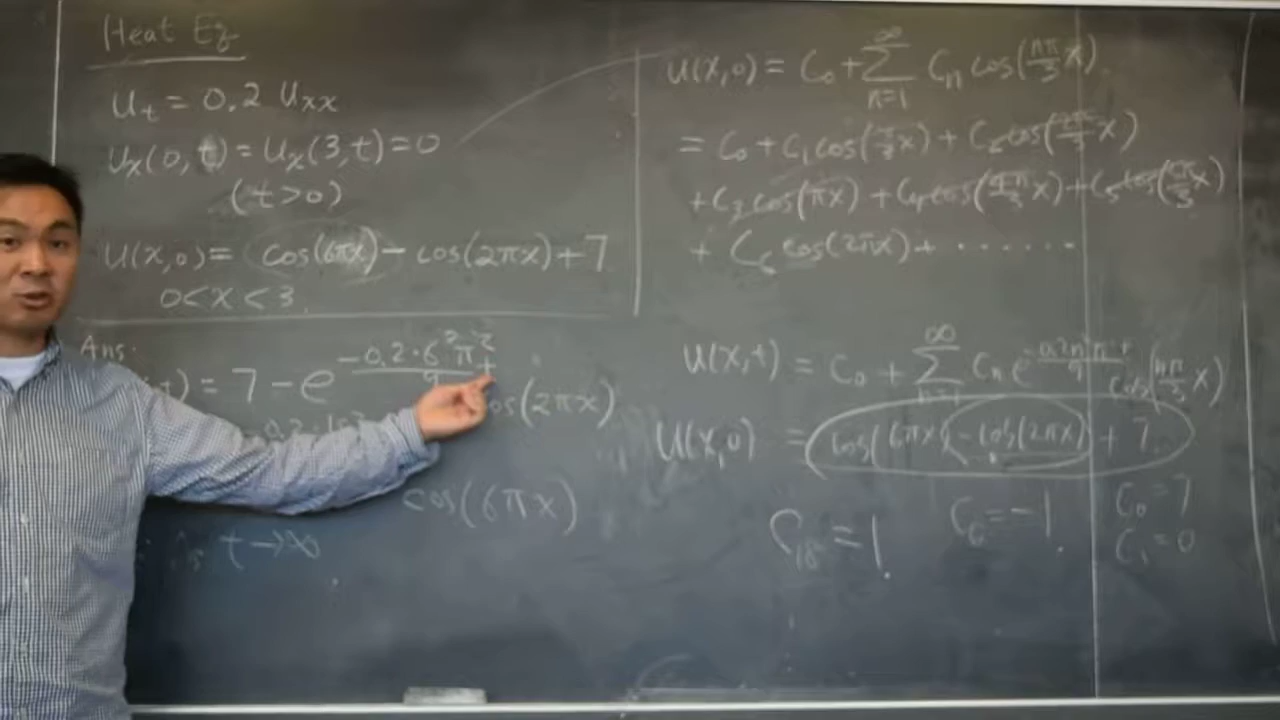 Heat Eq
u_t = 0.2 u_xx
u_x(0,t) = u_x(3,t) = 0
(t>0)
u(x,0) = cos(6πx) - cos(2πx) + 7
0 < x < 3
Ans.
t) = 7 - e^(-0.2·6²π²t/9) cos(2πx)
cos(6πx)
As t → ∞
u(x,0) = C_0 + Σ_{n=1}^{∞} C_n cos(nπ/3 x)
= C_0 + C_1 cos(π/3 x) + C_2 cos(2π/3 x)
+ C_3 cos(πx) + C_4 cos(4π/3 x) + C_5 cos(5π/3 x)
+ C_6 cos(2πx) + ........
u(x,t) = C_0 + Σ_{n=1}^{∞} C_n e^(-0.2n²π²t/9) cos(nπ/3 x)
u(x,0) = cos(6πx) - cos(2πx) + 7
C_18 = 1. C_6 = -1. C_0 = 7
C_1 = 0